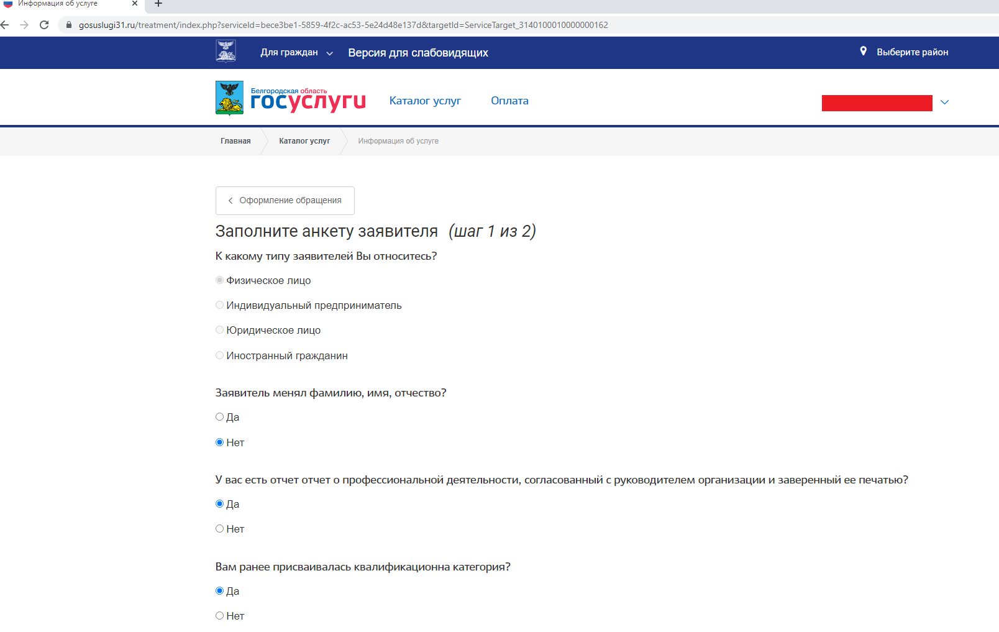 Информация об услуге
gosuslugi31.ru/treatment/index.php?serviceId=bece3be1-5859-4f2c-ac53-5e24d48e137d&targetId=ServiceTarget_3140100010000000162
Для граждан Версия для слабовидящих Выберите район
Белгородская область
госуслуги
Каталог услуг Оплата
Главная Каталог услуг Информация об услуге
Оформление обращения
Заполните анкету заявителя (шаг 1 из 2)
К какому типу заявителей Вы относитесь?
Физическое лицо
Индивидуальный предприниматель
Юридическое лицо
Иностранный гражданин
Заявитель менял фамилию, имя, отчество?
Да
Нет
У вас есть отчет отчет о профессиональной деятельности, согласованный с руководителем организации и заверенный ее печатью?
Да
Нет
Вам ранее присваивалась квалификационна категория?
Да
Нет